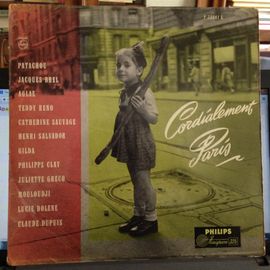 PATACHOU
JACQUES BREL
AGLAE
TEDDY RENO
CATHERINE SAUVAGE
HENRI SALVADOR
GILDA
PHILIPPE CLAY
JULIETTE GRECO
MOULOUDJI
LUCIE DOLENE
CLAUDE DUPUIS
Cordialement
Paris
PHILIPS